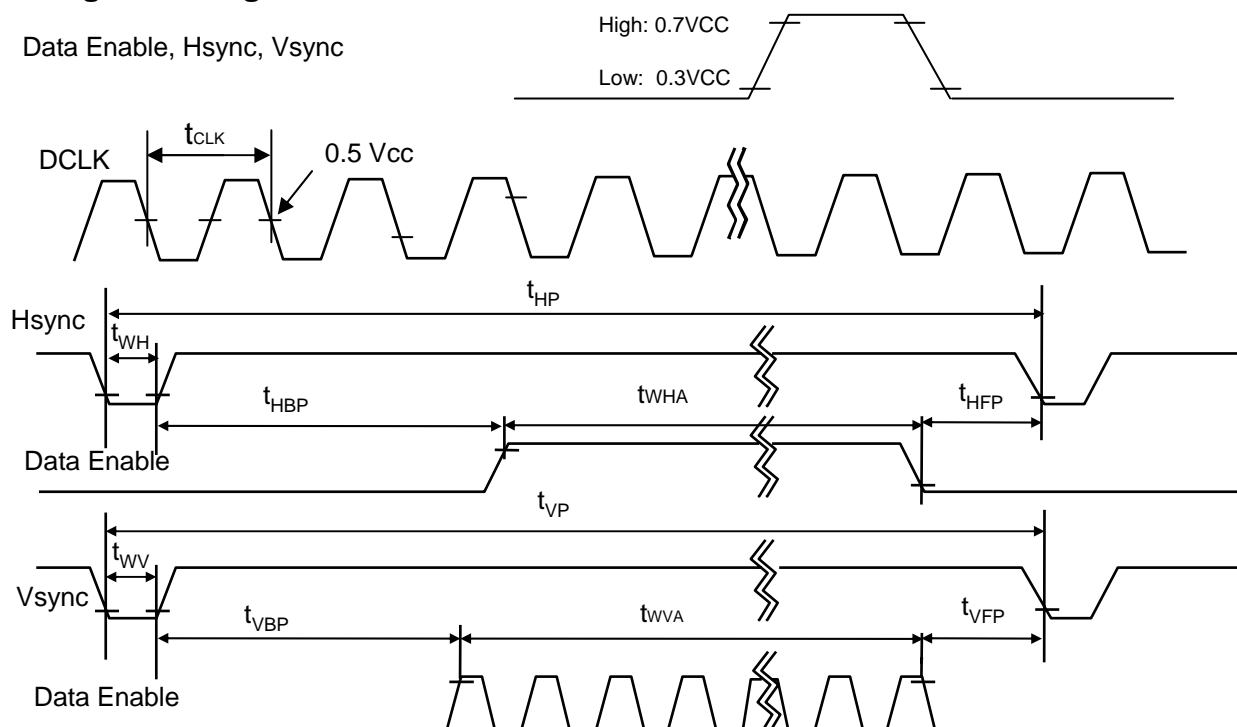 Data Enable, Hsync, Vsync
High: 0.7VCC
Low: 0.3VCC
tCLK
DCLK
0.5 Vcc
tHP
Hsync
tWH
tHBP
tWHA
tHFP
Data Enable
tVP
tWV
Vsync
tVBP
tWVA
tVFP
Data Enable